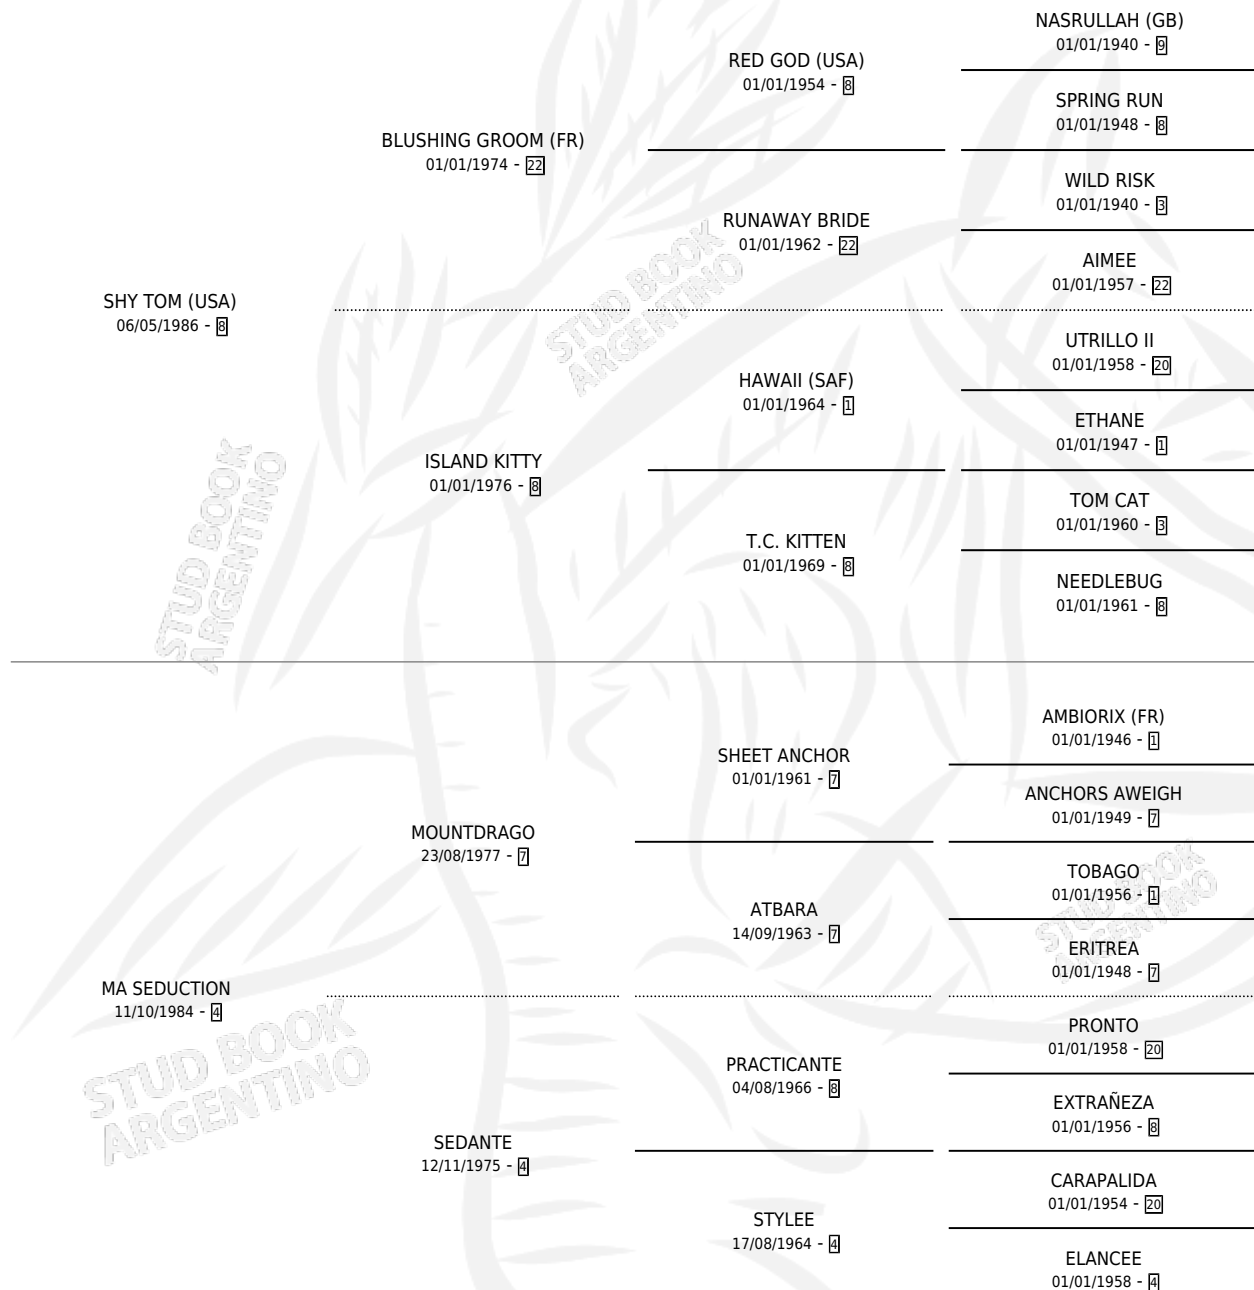 NASRULLAH (GB)
01/01/1940 - 9
RED GOD (USA)
01/01/1954 - 8
SPRING RUN
01/01/1948 - 8
BLUSHING GROOM (FR)
01/01/1974 - 22
WILD RISK
01/01/1940 - 3
RUNAWAY BRIDE
01/01/1962 - 22
AIMEE
01/01/1957 - 22
SHY TOM (USA)
06/05/1986 - 8
UTRILLO II
01/01/1958 - 20
HAWAII (SAF)
01/01/1964 - 1
ETHANE
01/01/1947 - 1
ISLAND KITTY
01/01/1976 - 8
TOM CAT
01/01/1960 - 3
T.C. KITTEN
01/01/1969 - 8
NEEDLEBUG
01/01/1961 - 8
AMBIORIX (FR)
01/01/1946 - 1
SHEET ANCHOR
01/01/1961 - 7
ANCHORS AWEIGH
01/01/1949 - 7
MOUNTDRAGO
23/08/1977 - 7
TOBAGO
01/01/1956 - 1
ATBARA
14/09/1963 - 7
ERITREA
01/01/1948 - 7
MA SEDUCTION
11/10/1984 - 4
PRONTO
01/01/1958 - 20
PRACTICANTE
04/08/1966 - 8
EXTRAÑEZA
01/01/1956 - 8
SEDANTE
12/11/1975 - 4
CARAPALIDA
01/01/1954 - 20
STYLEE
17/08/1964 - 4
ELANCEE
01/01/1958 - 4
STUD BOOK
ARGENTINO
STUD BOOK
ARGENTINO
STUD BOOK
ARGENTINO
STUD BOOK
ARGENTINO